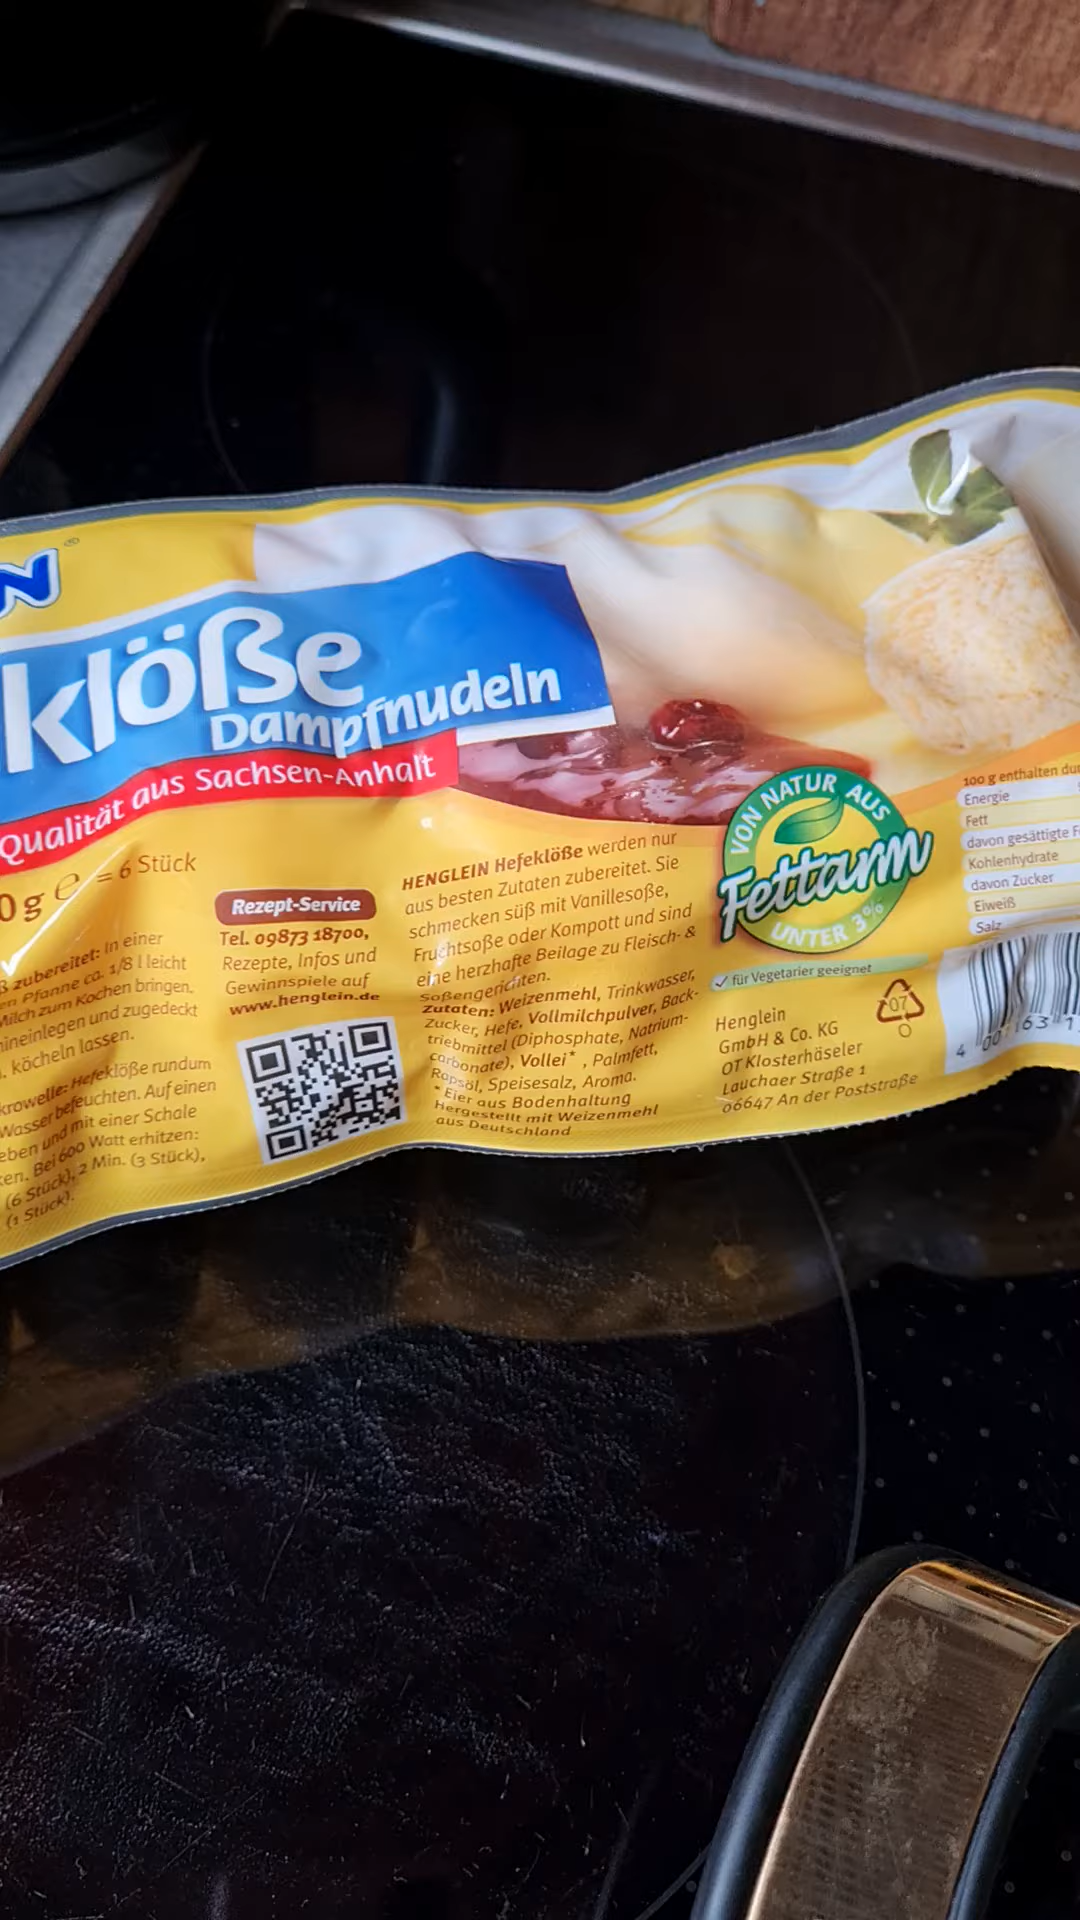 klöße
Dampfnudeln
Qualität aus Sachsen-Anhalt
0 g e = 6 Stück
zubereitet: In einer
Pfanne ca. 1/8 l leicht
Milch zum Kochen bringen,
hineinlegen und zugedeckt
köcheln lassen.
krowelle: Hefeklöße rundum
Wasser befeuchten. Auf einen
eben und mit einer Schale
ken. Bei 600 Watt erhitzen:
(6 Stück), 2 Min. (3 Stück),
(1 Stück).
Rezept-Service
Tel. 09873 18700,
Rezepte, Infos und
Gewinnspiele auf
www.henglein.de
HENGLEIN Hefeklöße werden nur
aus besten Zutaten zubereitet. Sie
schmecken süß mit Vanillesoße,
Fruchtsoße oder Kompott und sind
eine herzhafte Beilage zu Fleisch- &
Soßengerichten.
Zutaten: Weizenmehl, Trinkwasser,
Zucker, Hefe, Vollmilchpulver, Back-
triebmittel (Diphosphate, Natrium-
carbonate), Vollei* , Palmfett,
Rapsöl, Speisesalz, Aroma.
* Eier aus Bodenhaltung
Hergestellt mit Weizenmehl
aus Deutschland
VON NATUR AUS
Fettarm
UNTER 3%
✓ für Vegetarier geeignet
Henglein
GmbH & Co. KG
OT Klosterhäseler
Lauchaer Straße 1
06647 An der Poststraße
07
O
100 g enthalten du
Energie
Fett
davon gesättigte F
Kohlenhydrate
davon Zucker
Eiweiß
Salz